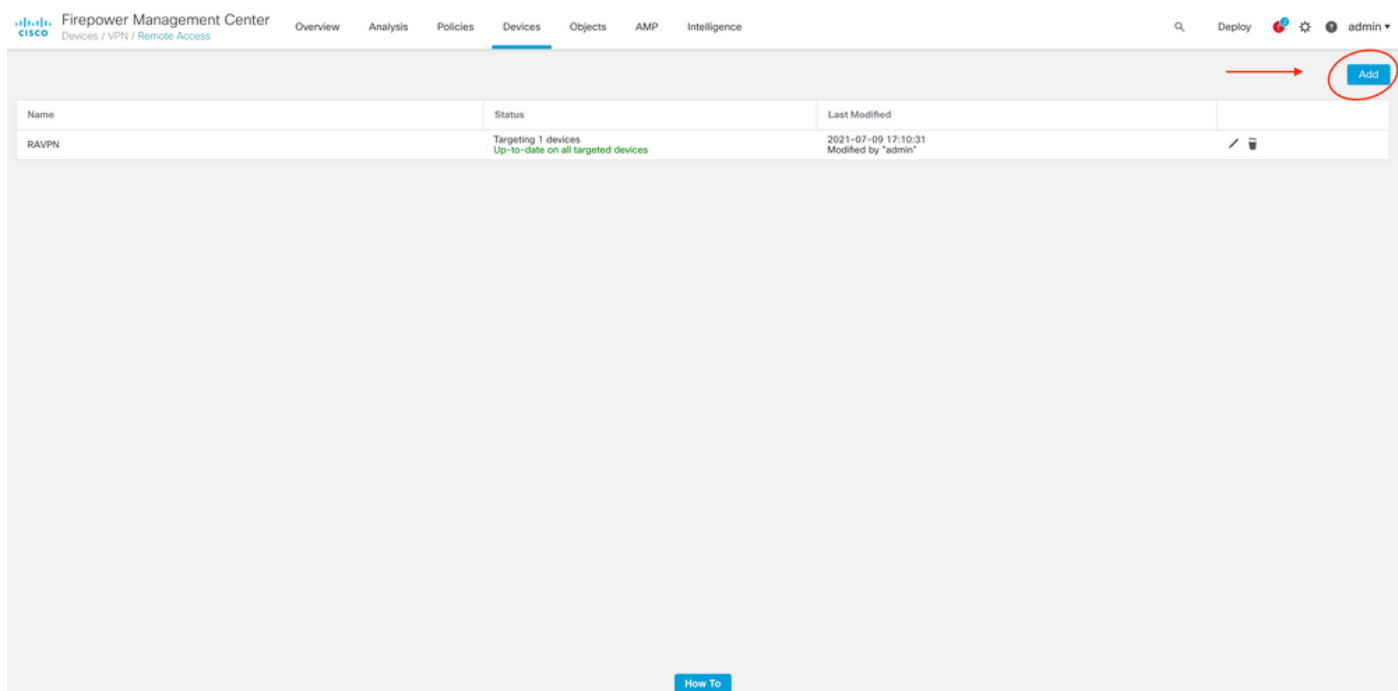 cisco
Firepower Management Center
Devices / VPN / Remote Access
Overview Analysis Policies Devices Objects AMP Intelligence
Deploy 2 admin
Add
Name Status Last Modified
RAVPN
Targeting 1 devices
Up-to-date on all targeted devices
2021-07-09 17:10:31
Modified by "admin"
How To